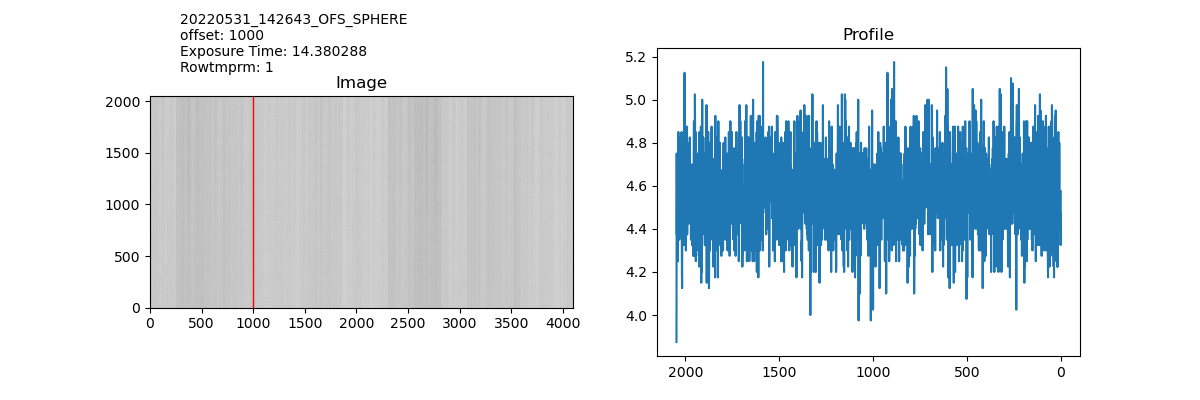 20220531_142643_OFS_SPHERE
offset: 1000
Exposure Time: 14.380288
Rowtmprm: 1
Image
2000
1500
1000
500
0
0 500 1000 1500 2000 2500 3000 3500 4000
Profile
5.2
5.0
4.8
4.6
4.4
4.2
4.0
2000 1500 1000 500 0